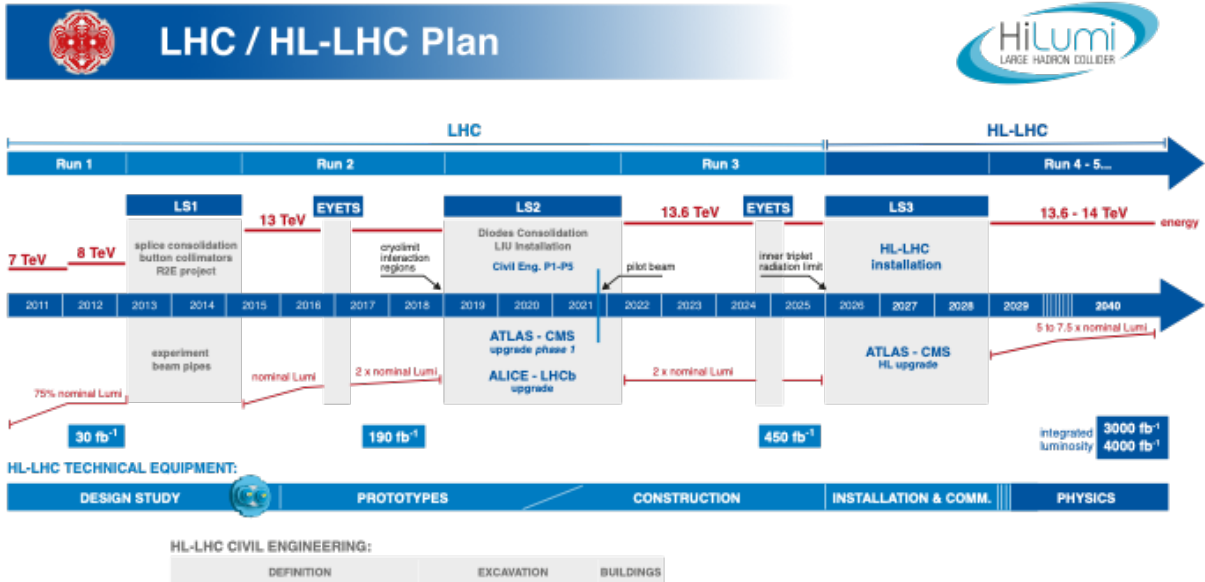 LHC / HL-LHC Plan
HiLumi
LARGE HADRON COLLIDER
LHC
HL-LHC
Run 1
Run 2
Run 3
Run 4 - 5...
LS1
EYETS
LS2
EYETS
LS3
7 TeV
8 TeV
13 TeV
13.6 TeV
13.6 - 14 TeV
energy
splice consolidation
button collimators
R2E project
cryolimit
interaction
regions
Diodes Consolidation
LIU Installation
Civil Eng. P1-P5
pilot beam
inner triplet
radiation limit
HL-LHC
installation
2011 2012 2013 2014 2015 2016 2017 2018 2019 2020 2021 2022 2023 2024 2025 2026 2027 2028 2029 2040
experiment
beam pipes
ATLAS - CMS
upgrade phase 1
ALICE - LHCb
upgrade
ATLAS - CMS
HL upgrade
75% nominal Lumi
nominal Lumi
2 x nominal Lumi
2 x nominal Lumi
5 to 7.5 x nominal Lumi
30 fb⁻¹
190 fb⁻¹
450 fb⁻¹
integrated
luminosity
3000 fb⁻¹
4000 fb⁻¹
HL-LHC TECHNICAL EQUIPMENT:
DESIGN STUDY
PROTOTYPES
CONSTRUCTION
INSTALLATION & COMM.
PHYSICS
HL-LHC CIVIL ENGINEERING:
DEFINITION
EXCAVATION
BUILDINGS